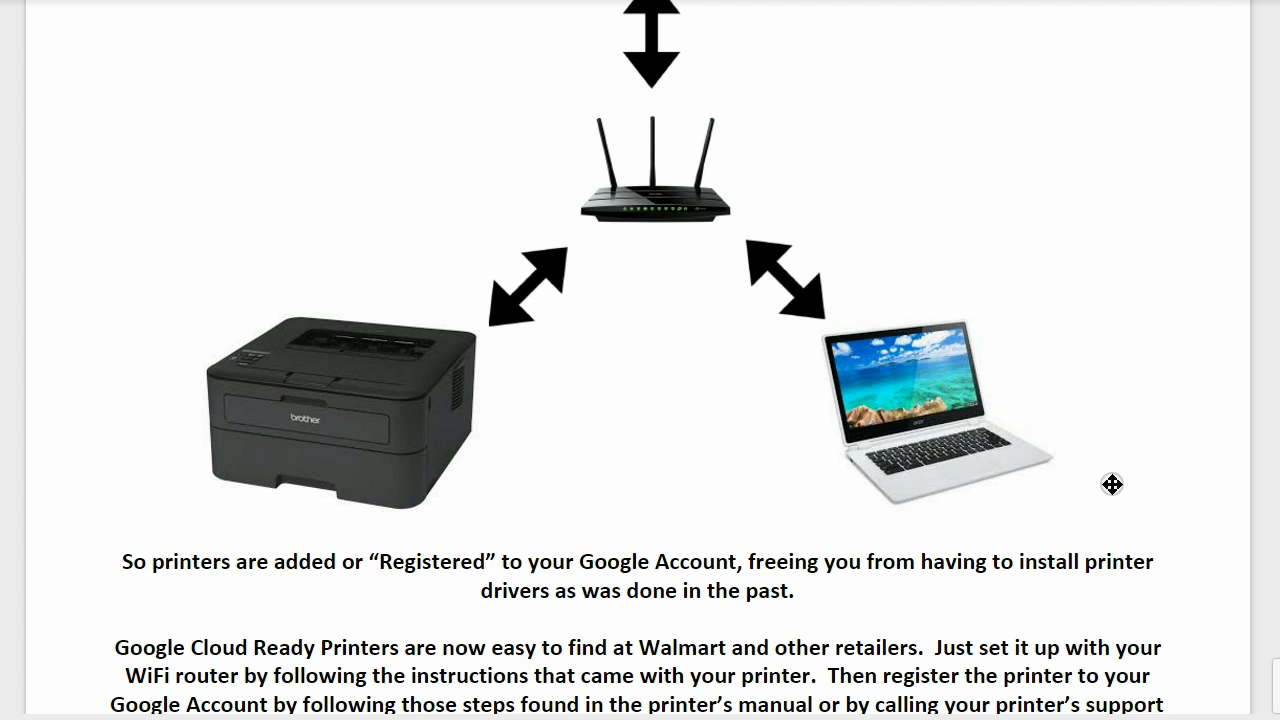 brother
acer
So printers are added or “Registered” to your Google Account, freeing you from having to install printer
drivers as was done in the past.
Google Cloud Ready Printers are now easy to find at Walmart and other retailers.  Just set it up with your
WiFi router by following the instructions that came with your printer.  Then register the printer to your
Google Account by following those steps found in the printer’s manual or by calling your printer’s support